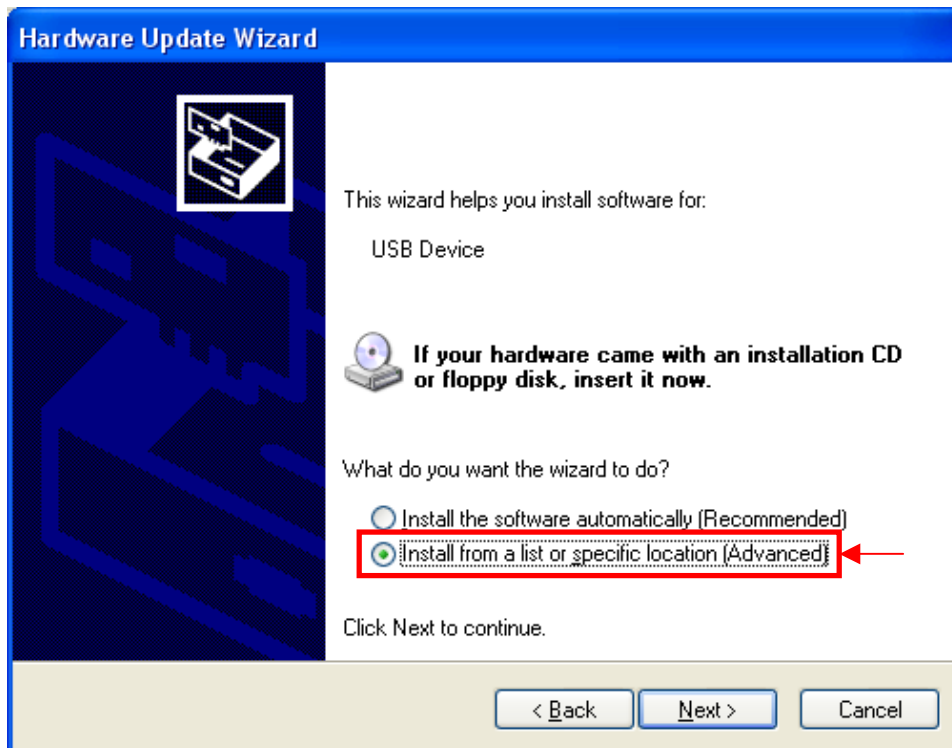 Hardware Update Wizard
This wizard helps you install software for:
USB Device
If your hardware came with an installation CD
or floppy disk, insert it now.
What do you want the wizard to do?
Install the software automatically (Recommended)
Install from a list or specific location (Advanced)
Click Next to continue.
< Back
Next >
Cancel